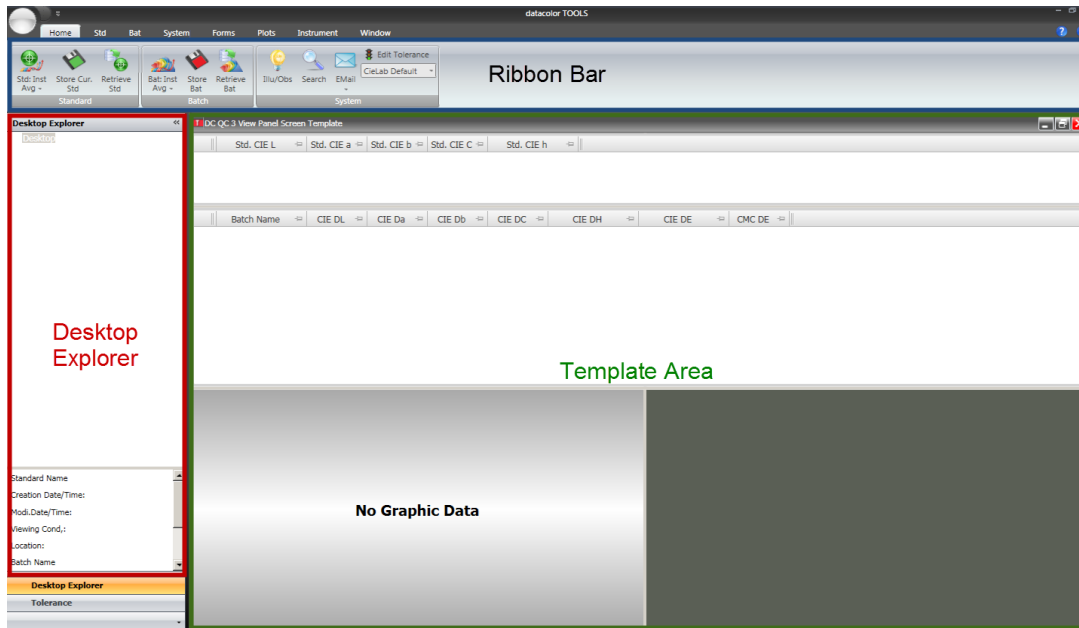 datacolor TOOLS
Home Std Bat System Forms Plots Instrument Window
Std: Inst Avg Store Cur. Std Retrieve Std Bat: Inst Avg Store Bat Retrieve Bat Illu/Obs Search EMail
Edit Tolerance
CieLab Default
Standard Batch System
Ribbon Bar
Desktop Explorer
Desktop
DC QC 3 View Panel Screen Template
Std. CIE L Std. CIE a Std. CIE b Std. CIE C Std. CIE h
Batch Name CIE DL CIE Da CIE Db CIE DC CIE DH CIE DE CMC DE
Desktop
Explorer
Template Area
Standard Name
Creation Date/Time:
Modi.Date/Time:
Viewing Cond,:
Location:
Batch Name
No Graphic Data
Desktop Explorer
Tolerance